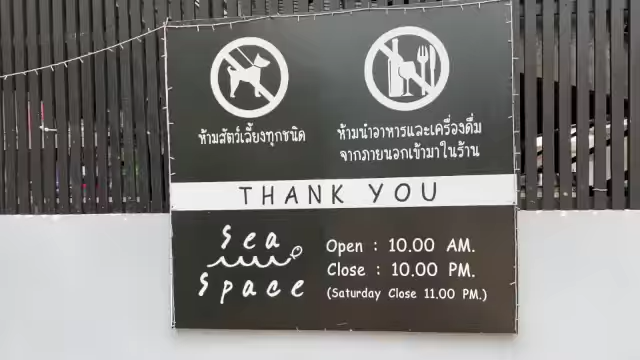 ห้ามสัตว์เลี้ยงทุกชนิด
ห้ามนำอาหารและเครื่องดื่ม
จากภายนอกเข้ามาในร้าน
THANK YOU
Sea
Space
Open : 10.00 AM.
Close : 10.00 PM.
(Saturday Close 11.00 PM.)